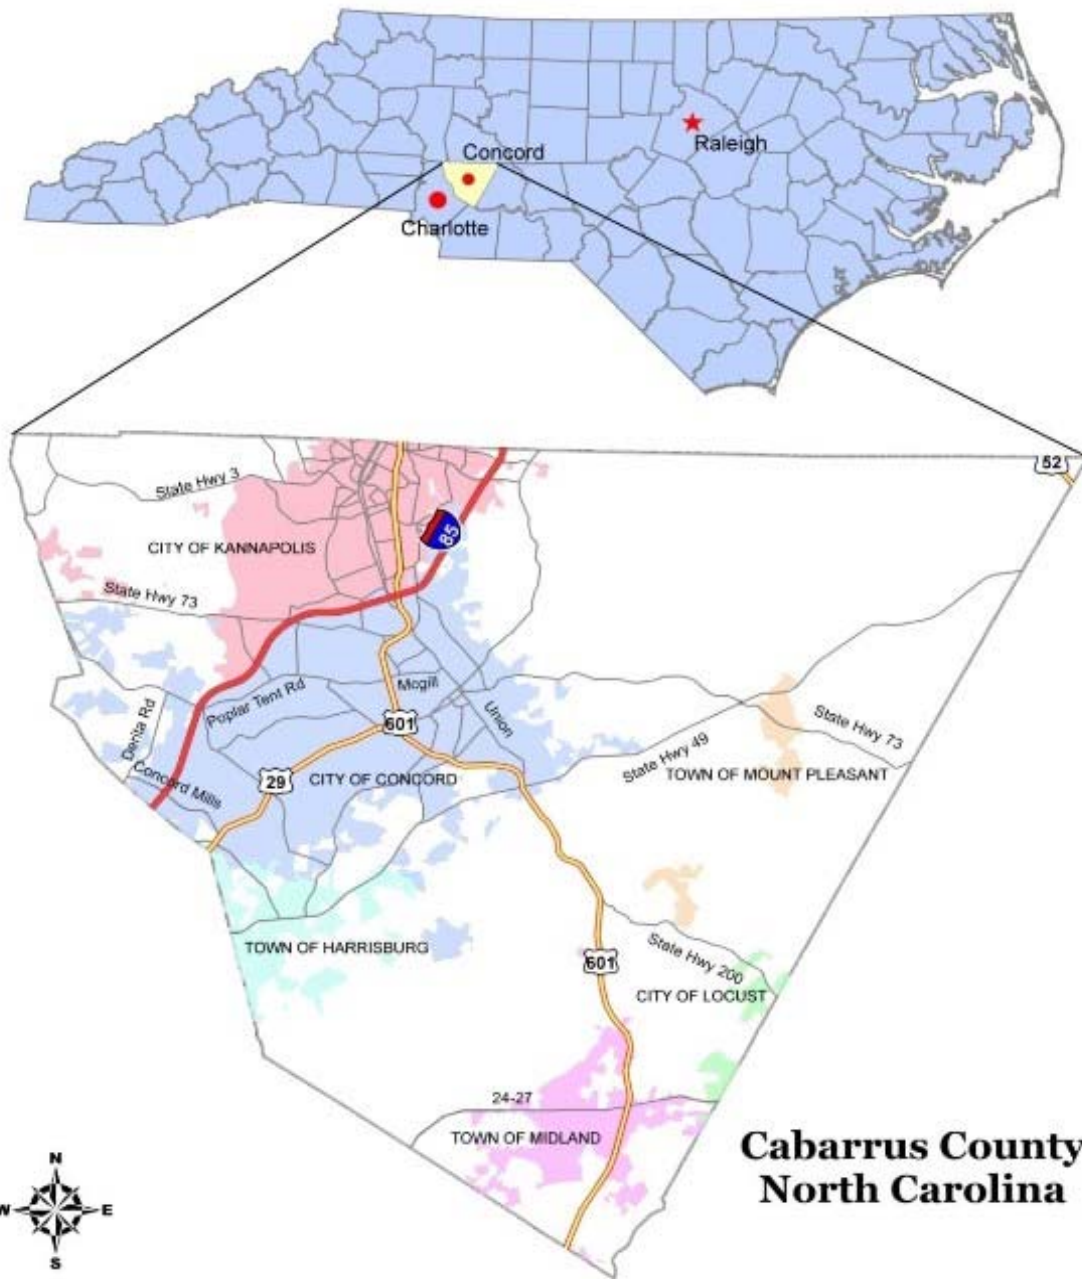 Raleigh
Concord
Charlotte
52
State Hwy 3
85
CITY OF KANNAPOLIS
State Hwy 73
Mcgill
Poplar Tent Rd
Derita Rd
Union
601
State Hwy 73
State Hwy 49
TOWN OF MOUNT PLEASANT
Concord Mills
29
CITY OF CONCORD
TOWN OF HARRISBURG
State Hwy 200
601
CITY OF LOCUST
24-27
TOWN OF MIDLAND
Cabarrus County
North Carolina
N
W
E
S